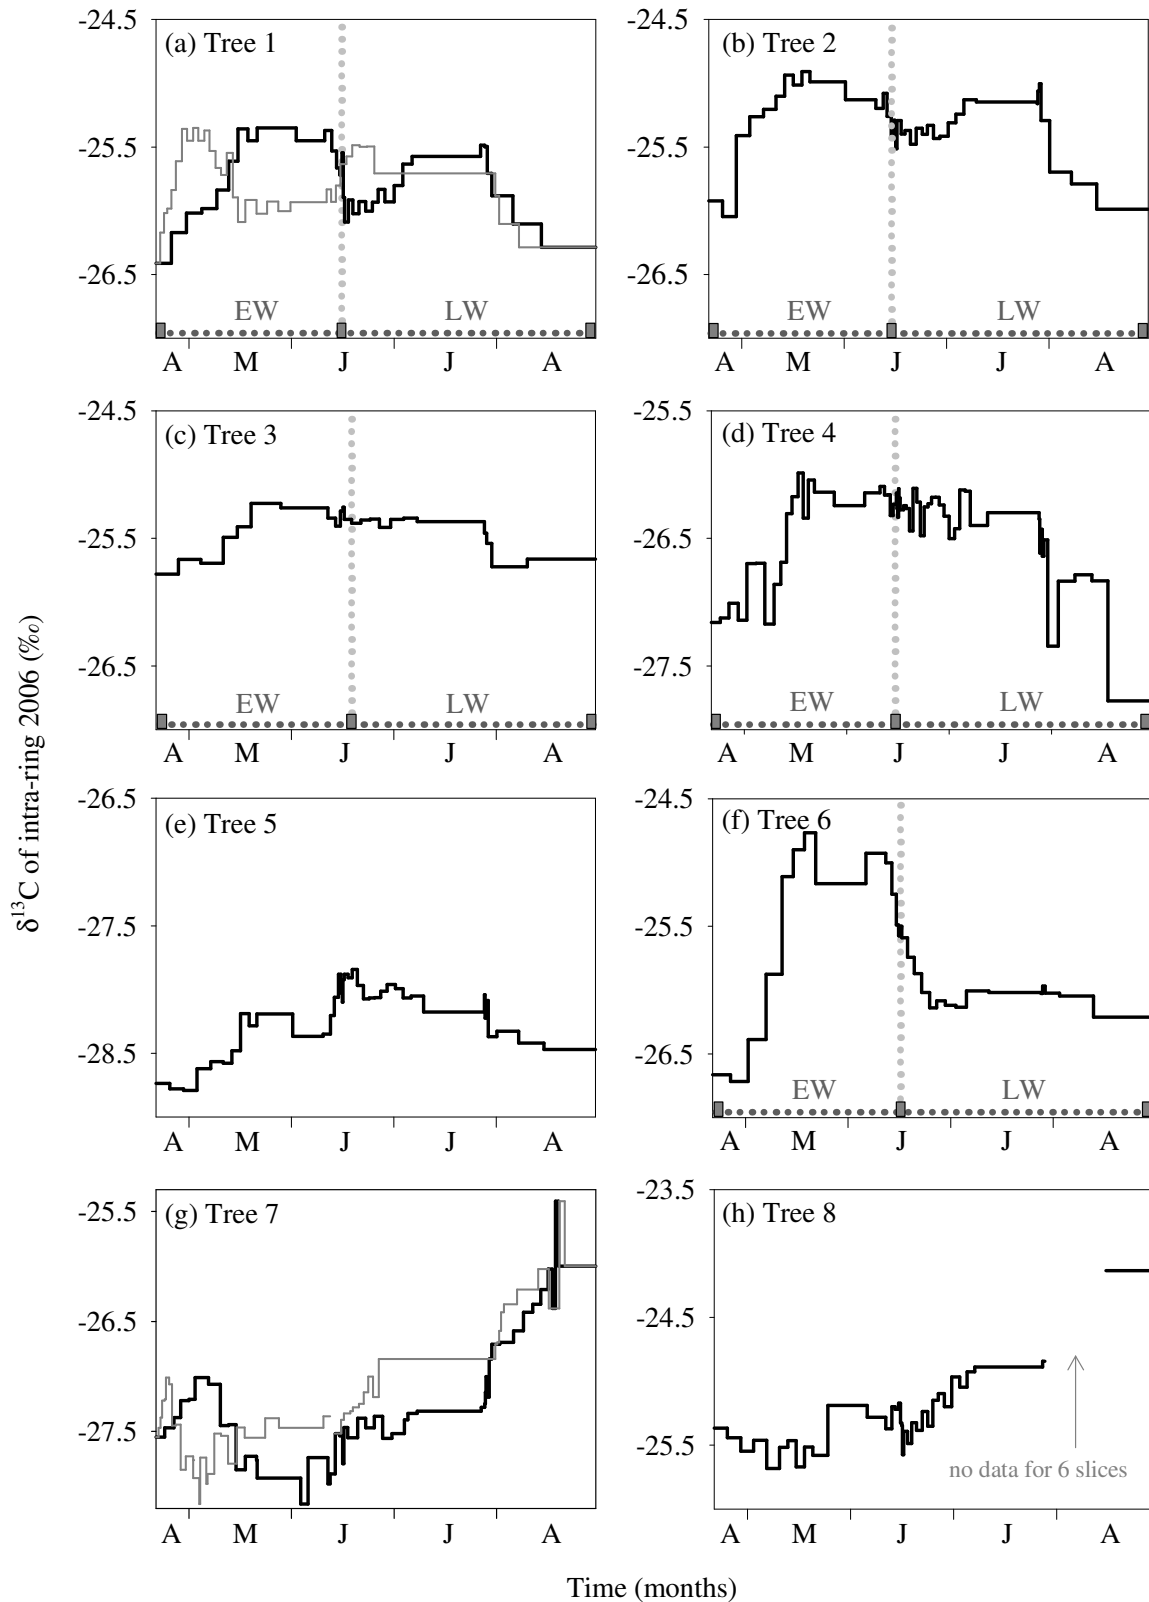 -24.5
(a) Tree 1
-25.5
-26.5
EW LW
A M J J A
-24.5
(b) Tree 2
-25.5
-26.5
EW LW
A M J J A
-24.5
(c) Tree 3
-25.5
-26.5
EW LW
A M J J A
-25.5
(d) Tree 4
-26.5
-27.5
EW LW
A M J J A
δ¹³C of intra-ring 2006 (‰)
-26.5
(e) Tree 5
-27.5
-28.5
A M J J A
-24.5
(f) Tree 6
-25.5
-26.5
EW LW
A M J J A
-25.5
(g) Tree 7
-26.5
-27.5
A M J J A
-23.5
(h) Tree 8
-24.5
-25.5
no data for 6 slices
A M J J A
Time (months)